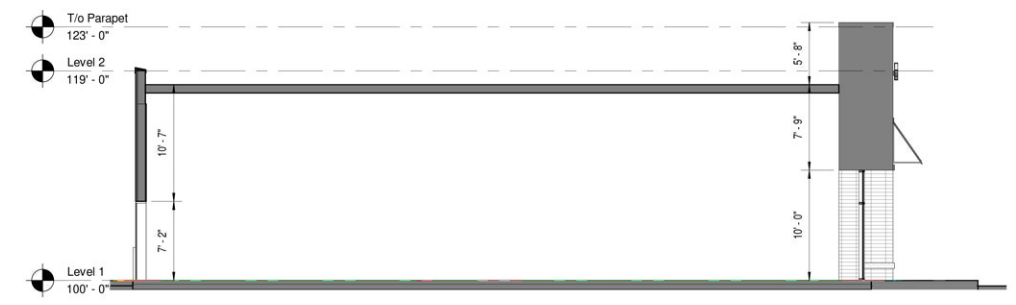 T/o Parapet
123' - 0"
5' - 8"
Level 2
119' - 0"
10' - 7"
7' - 9"
7' - 2"
10' - 0"
Level 1
100' - 0"